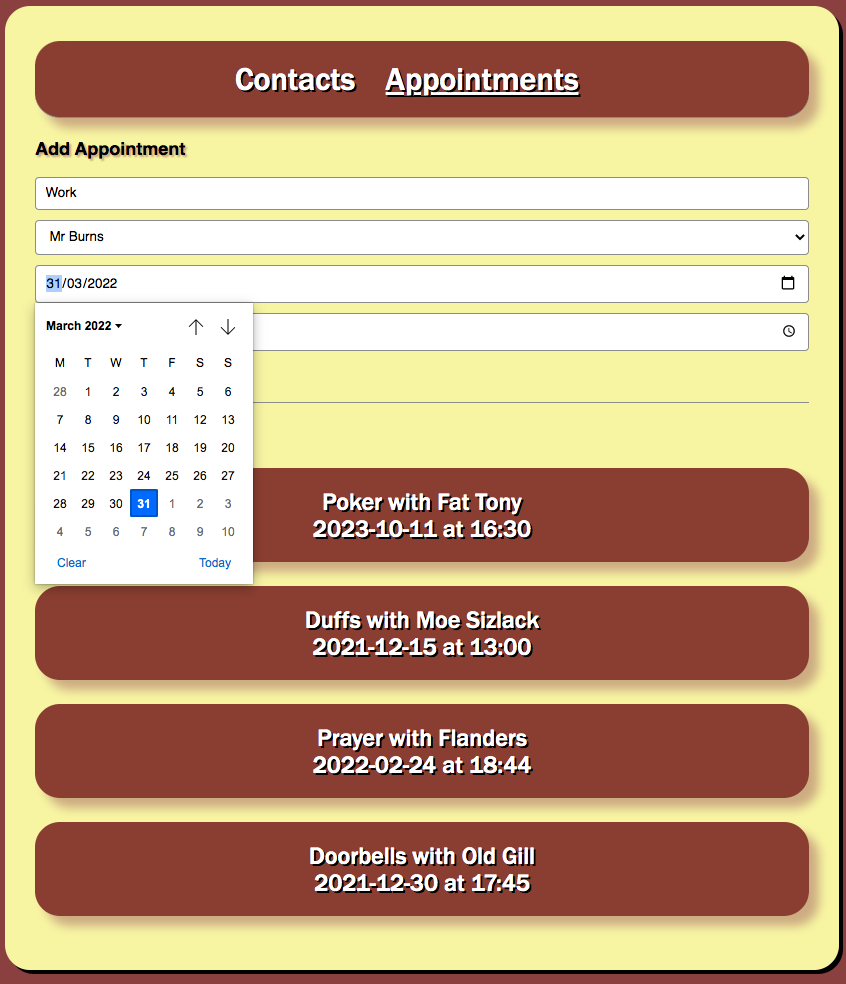 Contacts Appointments
Add Appointment
Work
Mr Burns
31/03/2022
March 2022
M T W T F S S
28 1 2 3 4 5 6
7 8 9 10 11 12 13
14 15 16 17 18 19 20
21 22 23 24 25 26 27
28 29 30 31 1 2 3
4 5 6 7 8 9 10
Clear Today
Poker with Fat Tony
2023-10-11 at 16:30
Duffs with Moe Sizlack
2021-12-15 at 13:00
Prayer with Flanders
2022-02-24 at 18:44
Doorbells with Old Gill
2021-12-30 at 17:45